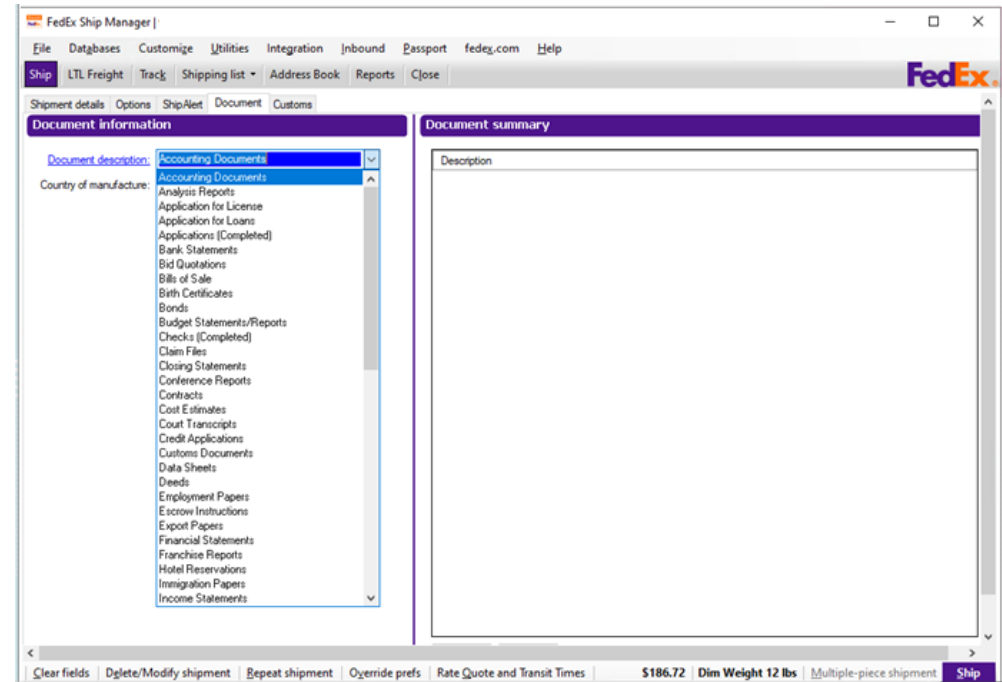 FedEx Ship Manager |
File Databases Customize Utilities Integration Inbound Passport fedex.com Help
Ship LTL Freight Track Shipping list Address Book Reports Close FedEx
Shipment details Options ShipAlert Document Customs
Document information Document summary
Document description: Accounting Documents Description
Country of manufacture:
Accounting Documents
Analysis Reports
Application for License
Application for Loans
Applications (Completed)
Bank Statements
Bid Quotations
Bills of Sale
Birth Certificates
Bonds
Budget Statements/Reports
Checks (Completed)
Claim Files
Closing Statements
Conference Reports
Contracts
Cost Estimates
Court Transcripts
Credit Applications
Customs Documents
Data Sheets
Deeds
Employment Papers
Escrow Instructions
Export Papers
Financial Statements
Franchise Reports
Hotel Reservations
Immigration Papers
Income Statements
Clear fields Delete/Modify shipment Repeat shipment Override prefs Rate Quote and Transit Times $186.72 Dim Weight 12 lbs Multiple-piece shipment Ship